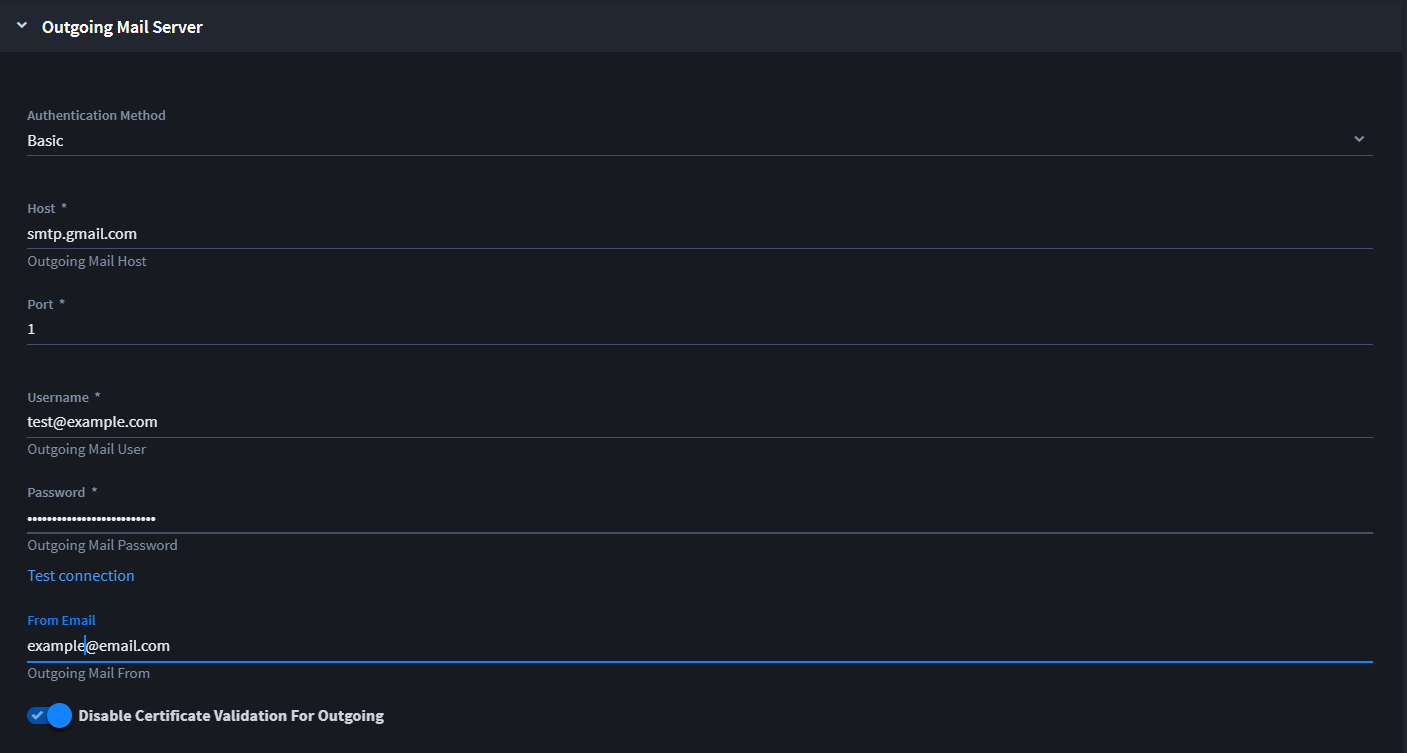 Outgoing Mail Server
Authentication Method
Basic
Host *
smtp.gmail.com
Outgoing Mail Host
Port *
1
Username *
test@example.com
Outgoing Mail User
Password *
••••••••••••••••••••••••••
Outgoing Mail Password
Test connection
From Email
example@email.com
Outgoing Mail From
Disable Certificate Validation For Outgoing